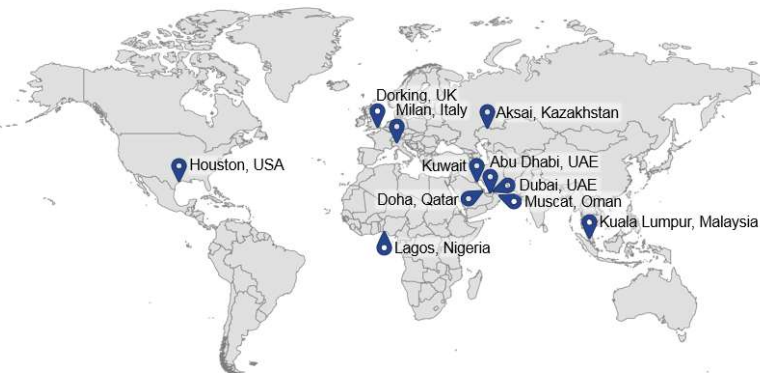 Dorking, UK
Milan, Italy
Aksai, Kazakhstan
Houston, USA
Kuwait
Abu Dhabi, UAE
Dubai, UAE
Doha, Qatar
Muscat, Oman
Kuala Lumpur, Malaysia
Lagos, Nigeria